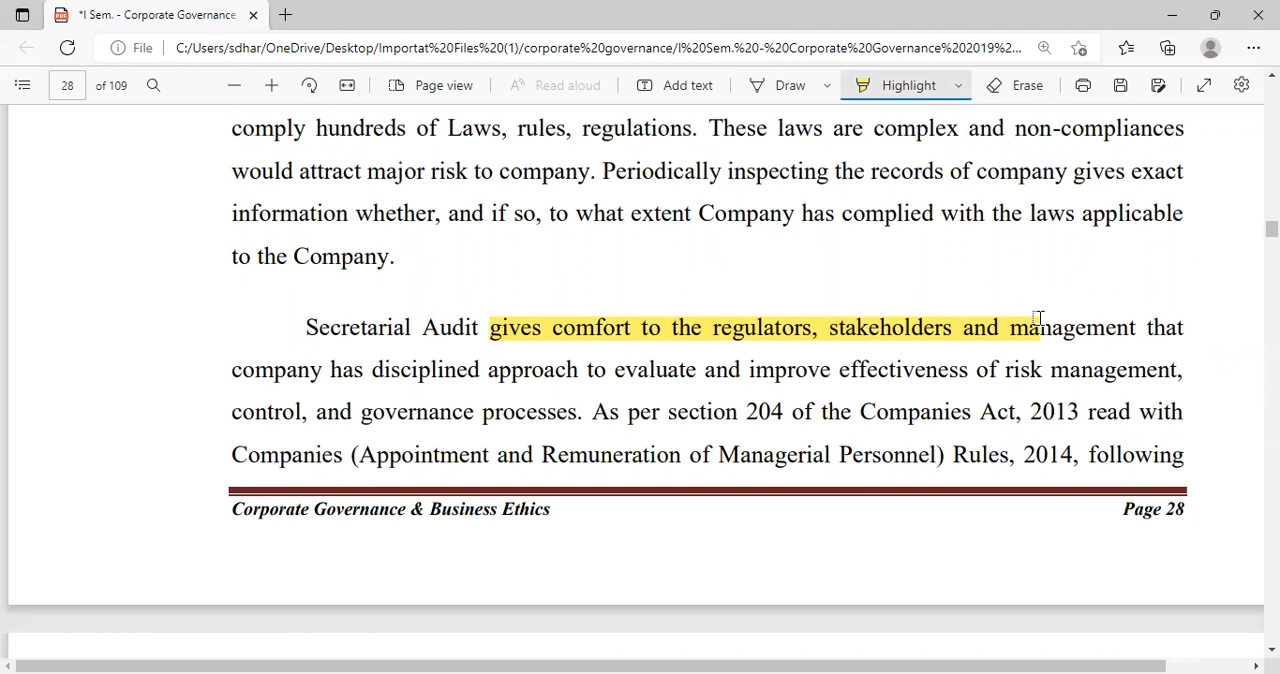 *I Sem. - Corporate Governance
File C:/Users/sdhar/OneDrive/Desktop/Importat%20Files%20(1)/corporate%20governance/I%20Sem.%20-%20Corporate%20Governance%202019%2...
28 of 109 Page view Read aloud Add text Draw Highlight Erase
comply hundreds of Laws, rules, regulations. These laws are complex and non-compliances
would attract major risk to company. Periodically inspecting the records of company gives exact
information whether, and if so, to what extent Company has complied with the laws applicable
to the Company.
Secretarial Audit gives comfort to the regulators, stakeholders and management that
company has disciplined approach to evaluate and improve effectiveness of risk management,
control, and governance processes. As per section 204 of the Companies Act, 2013 read with
Companies (Appointment and Remuneration of Managerial Personnel) Rules, 2014, following
Corporate Governance & Business Ethics Page 28